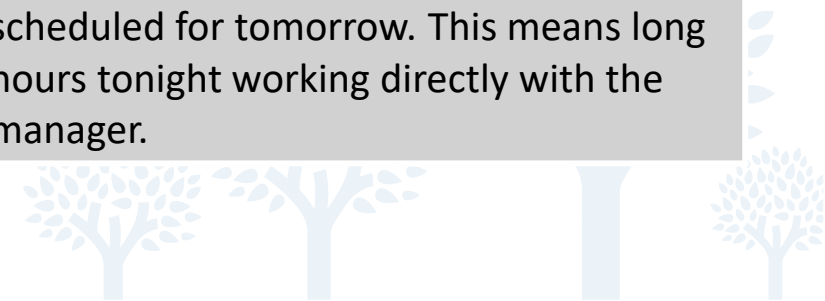 scheduled for tomorrow. This means long
hours tonight working directly with the
manager.